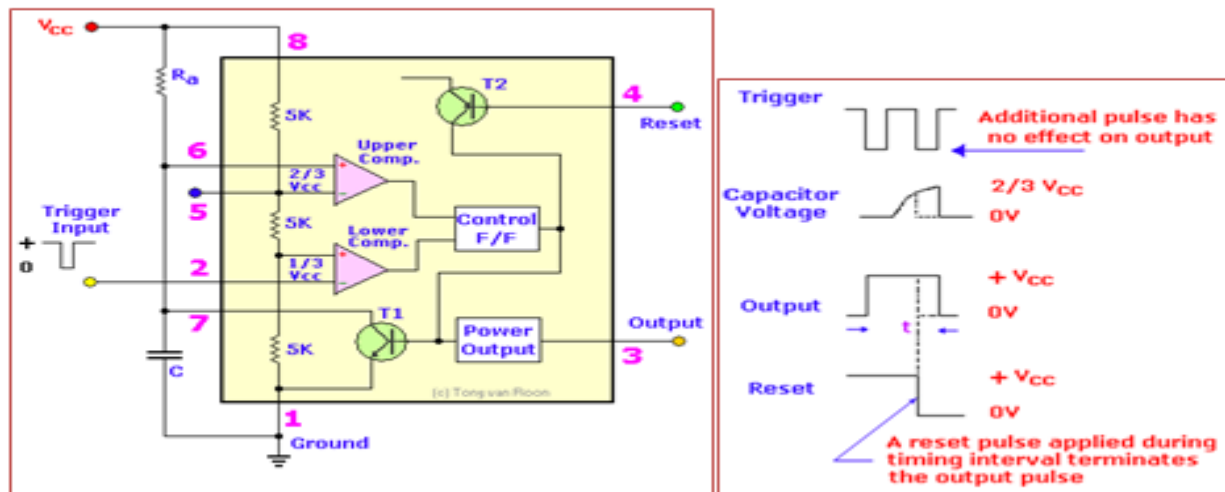 VCC
8
Ra
5K
T2
4
Reset
6
Upper
Comp.
2/3
Vcc
5
5K
Control
F/F
Trigger
Input
+
0
Lower
Comp.
2
1/3
Vcc
7
T1
5K
Power
Output
Output
3
C
(c) Tony van Roon
1
Ground
Trigger
Additional pulse has
no effect on output
Capacitor
Voltage
2/3 VCC
0V
Output
+ VCC
0V
t
Reset
+ VCC
0V
A reset pulse applied during
timing interval terminates
the output pulse